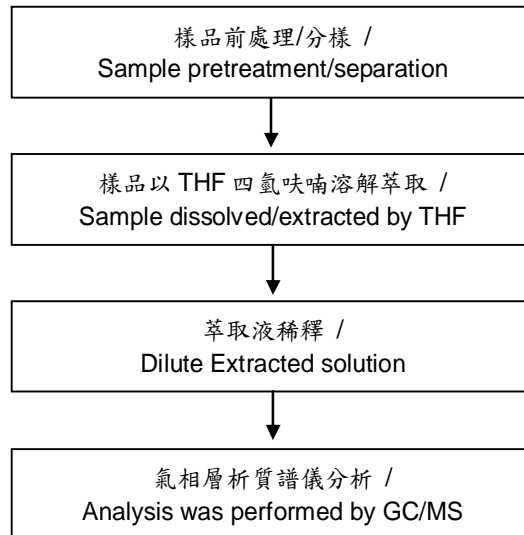 樣品前處理/分樣 /
Sample pretreatment/separation
樣品以 THF 四氫呋喃溶解萃取 /
Sample dissolved/extracted by THF
萃取液稀釋 /
Dilute Extracted solution
氣相層析質譜儀分析 /
Analysis was performed by GC/MS